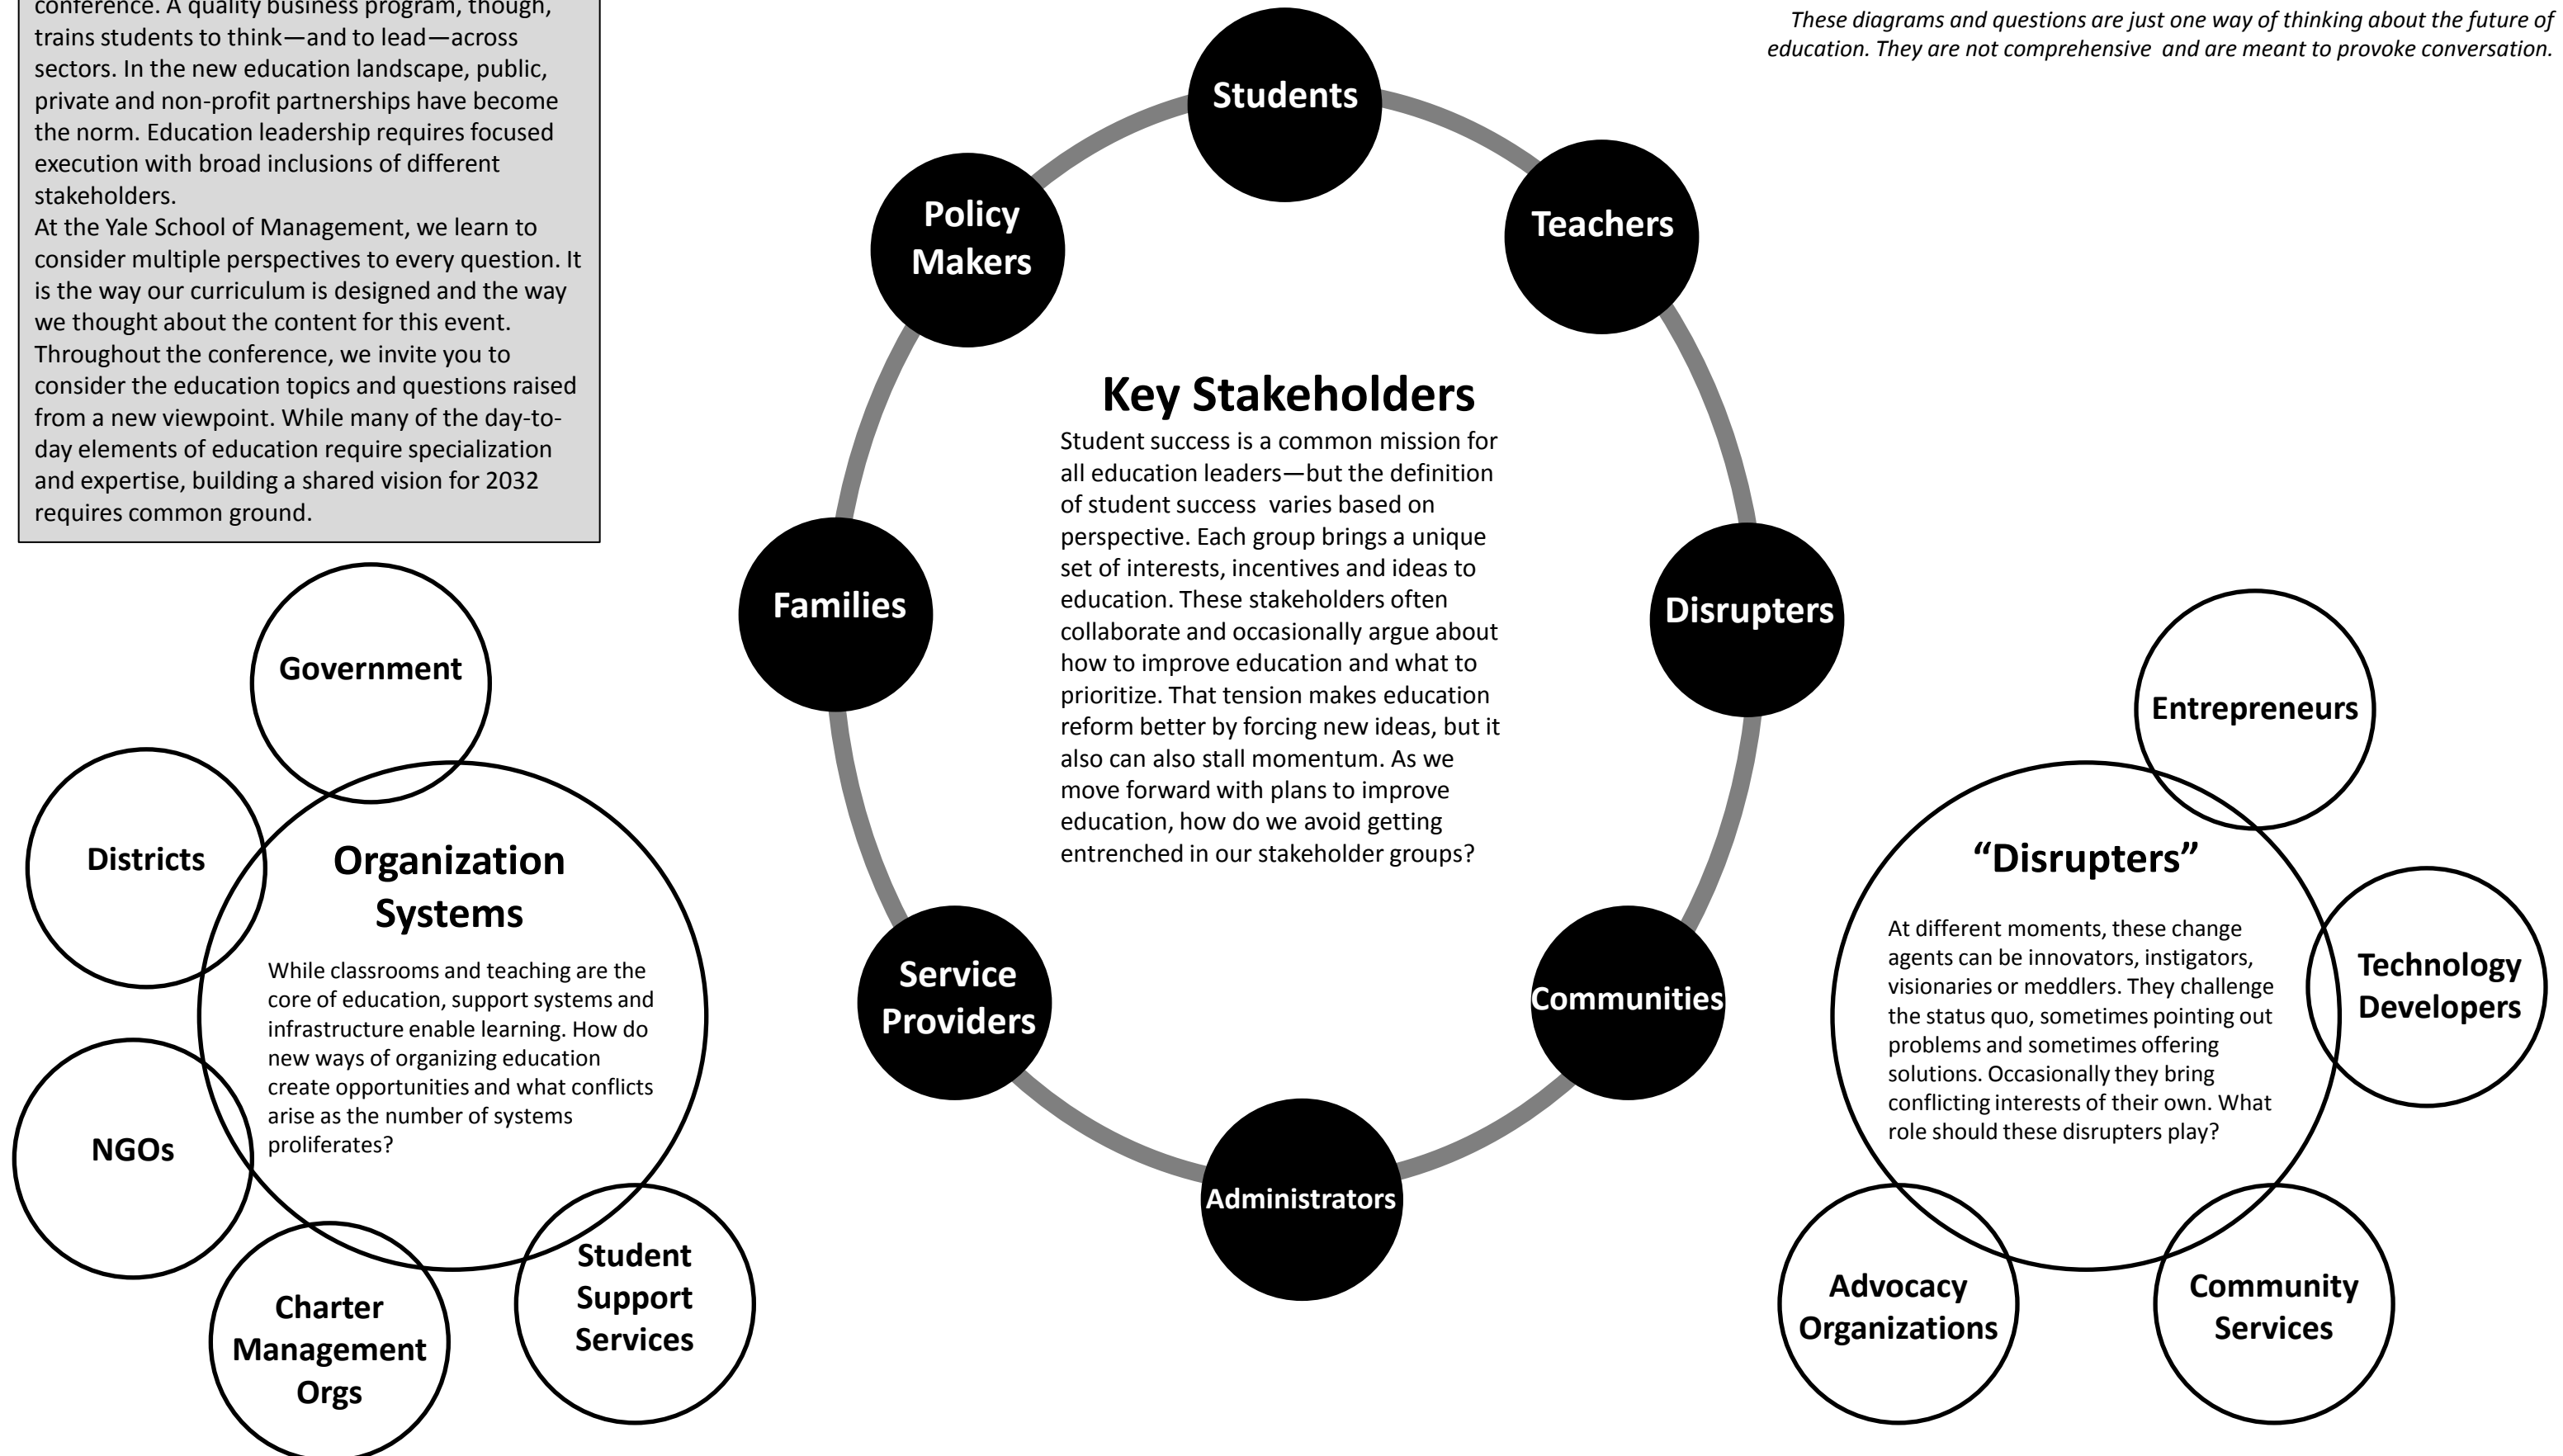 conference. A quality business program, though,
trains students to think—and to lead—across
sectors. In the new education landscape, public,
private and non-profit partnerships have become
the norm. Education leadership requires focused
execution with broad inclusions of different
stakeholders.
At the Yale School of Management, we learn to
consider multiple perspectives to every question. It
is the way our curriculum is designed and the way
we thought about the content for this event.
Throughout the conference, we invite you to
consider the education topics and questions raised
from a new viewpoint. While many of the day-to-
day elements of education require specialization
and expertise, building a shared vision for 2032
requires common ground.
These diagrams and questions are just one way of thinking about the future of
education. They are not comprehensive and are meant to provoke conversation.
Students
Teachers
Disrupters
Communities
Administrators
Service
Providers
Families
Policy
Makers
Key Stakeholders
Student success is a common mission for
all education leaders—but the definition
of student success varies based on
perspective. Each group brings a unique
set of interests, incentives and ideas to
education. These stakeholders often
collaborate and occasionally argue about
how to improve education and what to
prioritize. That tension makes education
reform better by forcing new ideas, but it
also can also stall momentum. As we
move forward with plans to improve
education, how do we avoid getting
entrenched in our stakeholder groups?
Government
Districts
NGOs
Charter
Management
Orgs
Student
Support
Services
Organization
Systems
While classrooms and teaching are the
core of education, support systems and
infrastructure enable learning. How do
new ways of organizing education
create opportunities and what conflicts
arise as the number of systems
proliferates?
Entrepreneurs
Technology
Developers
Community
Services
Advocacy
Organizations
“Disrupters”
At different moments, these change
agents can be innovators, instigators,
visionaries or meddlers. They challenge
the status quo, sometimes pointing out
problems and sometimes offering
solutions. Occasionally they bring
conflicting interests of their own. What
role should these disrupters play?